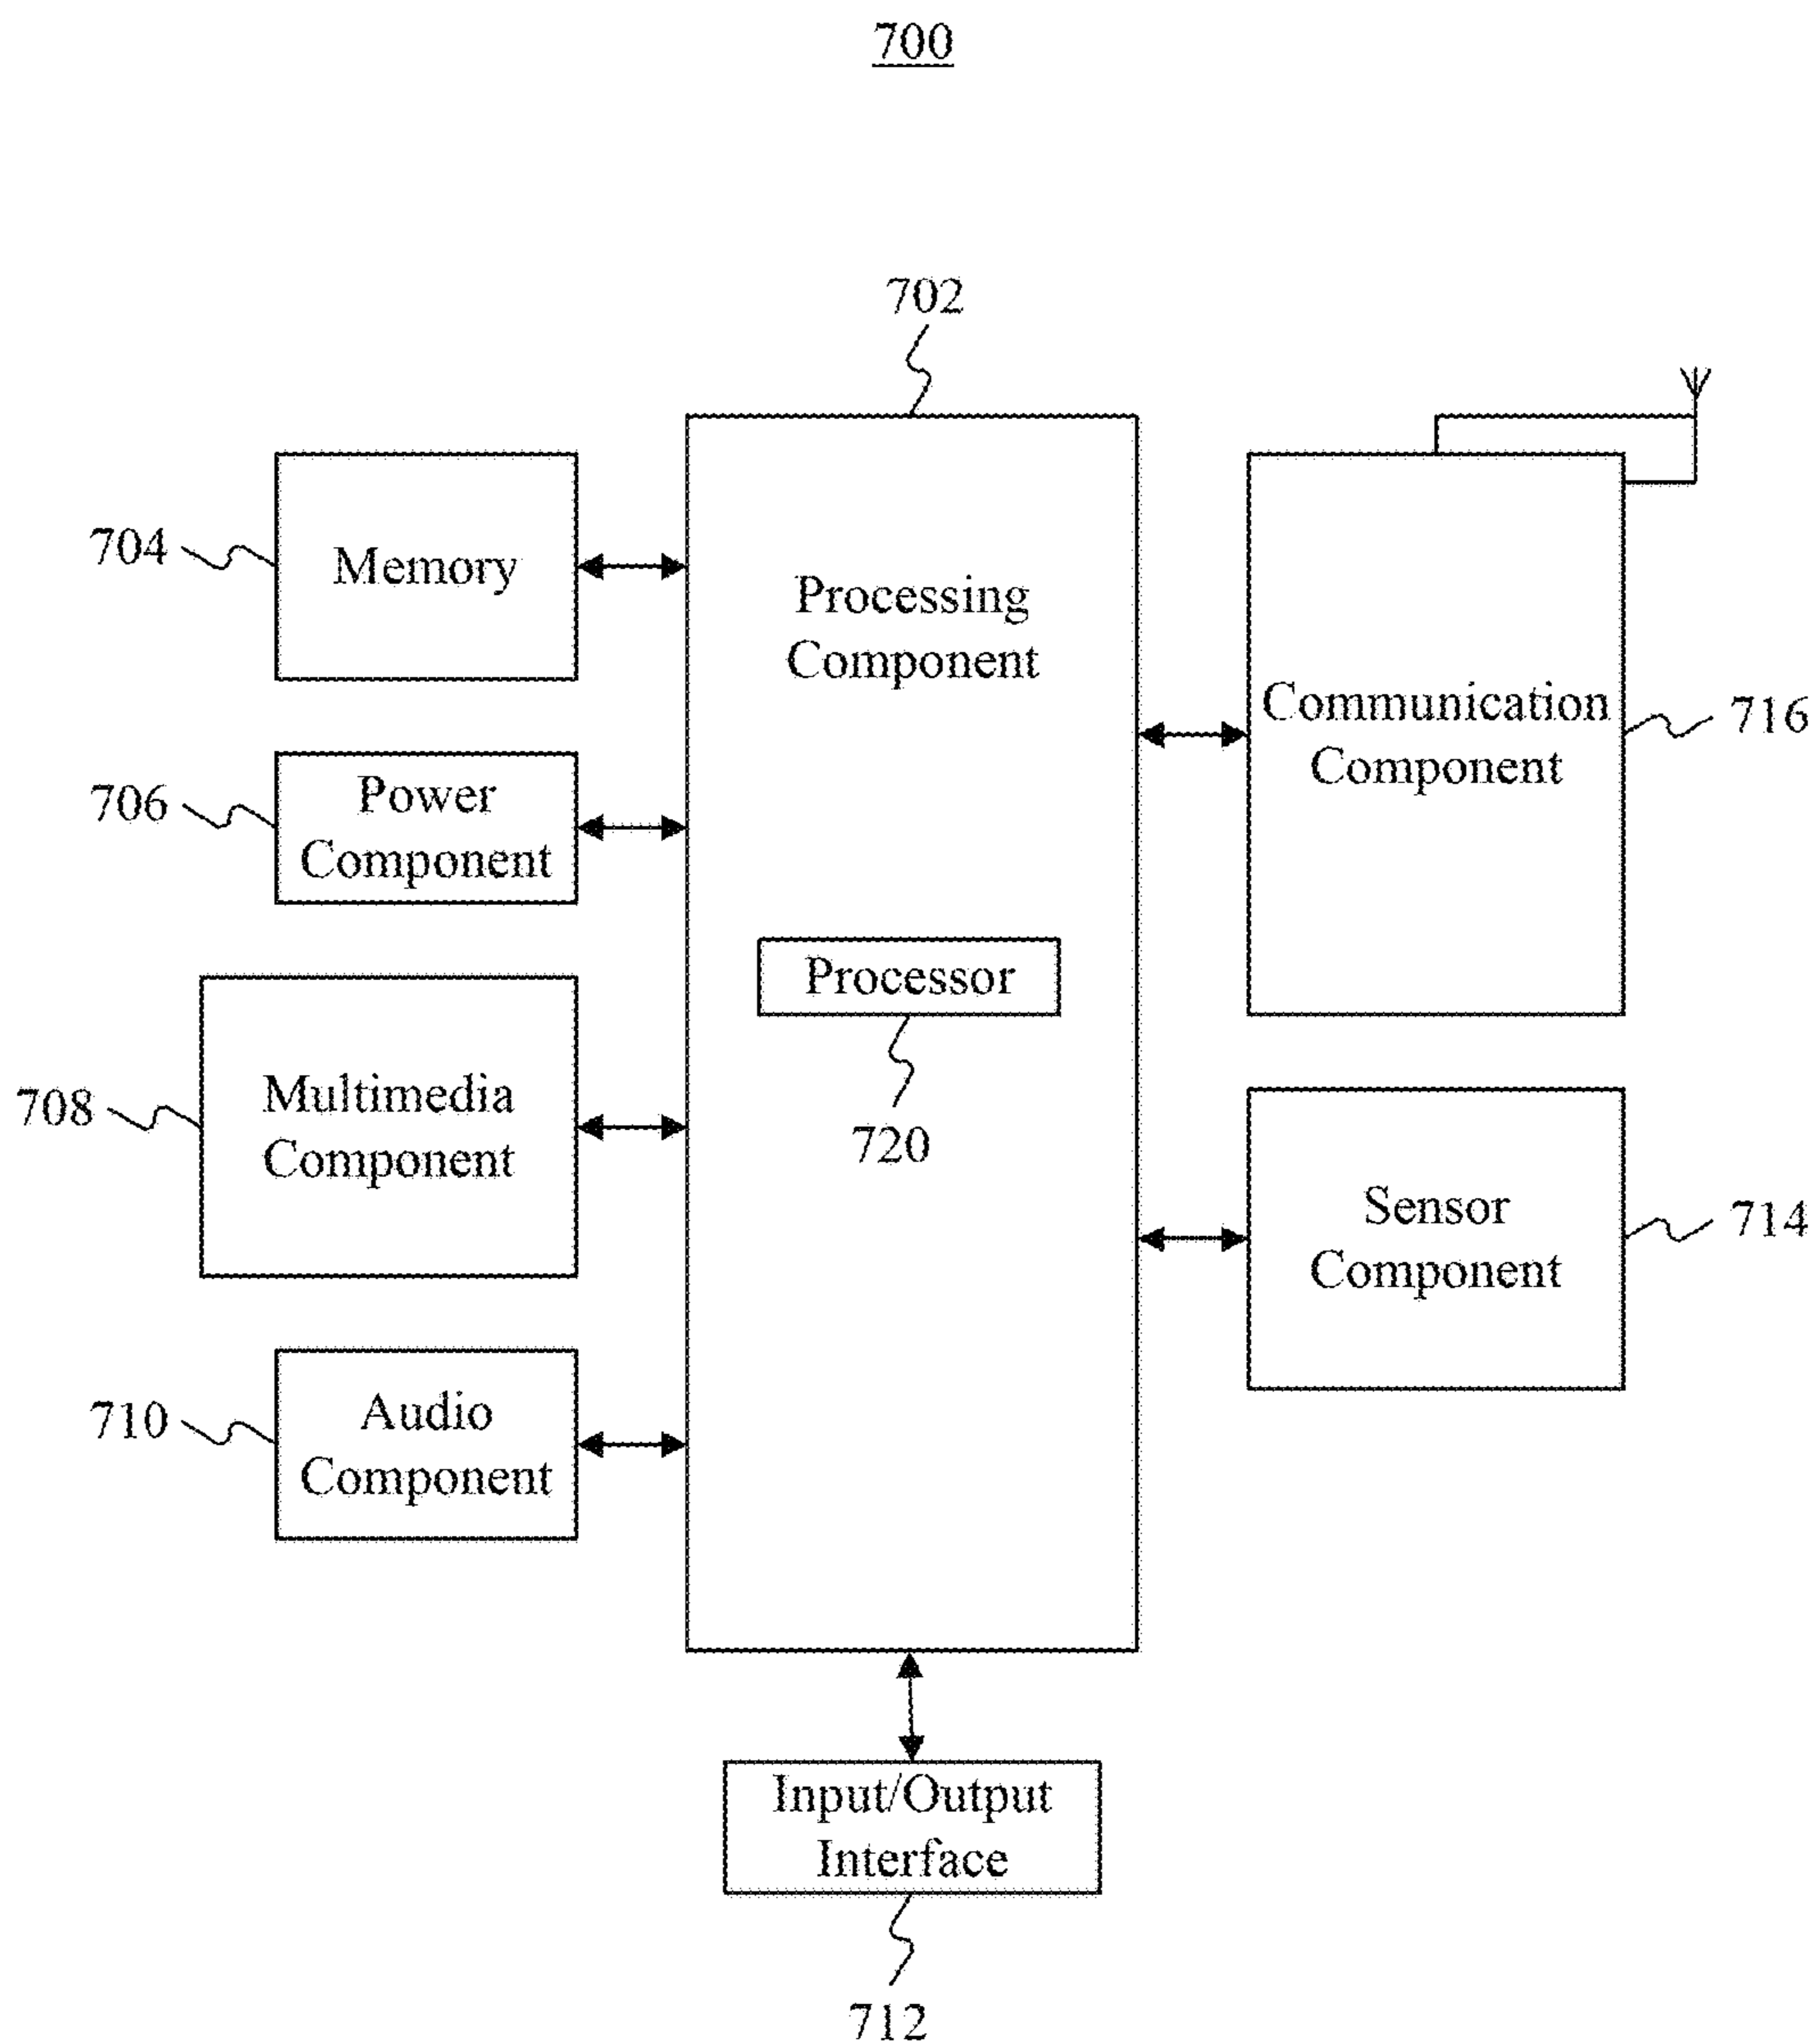 700
702
704
Memory
Processing
Component
Communication
Component
716
706
Power
Component
Processor
720
708
Multimedia
Component
Sensor
Component
714
710
Audio
Component
Input/Output
Interface
712